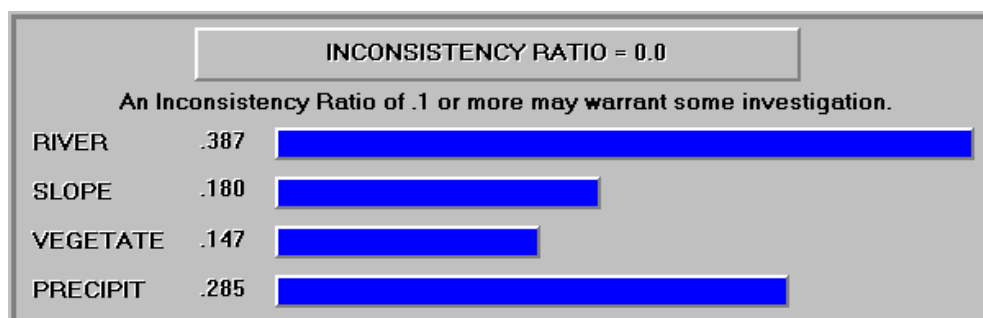 INCONSISTENCY RATIO = 0.0
An Inconsistency Ratio of .1 or more may warrant some investigation.
RIVER .387
SLOPE .180
VEGETATE .147
PRECIPIT .285